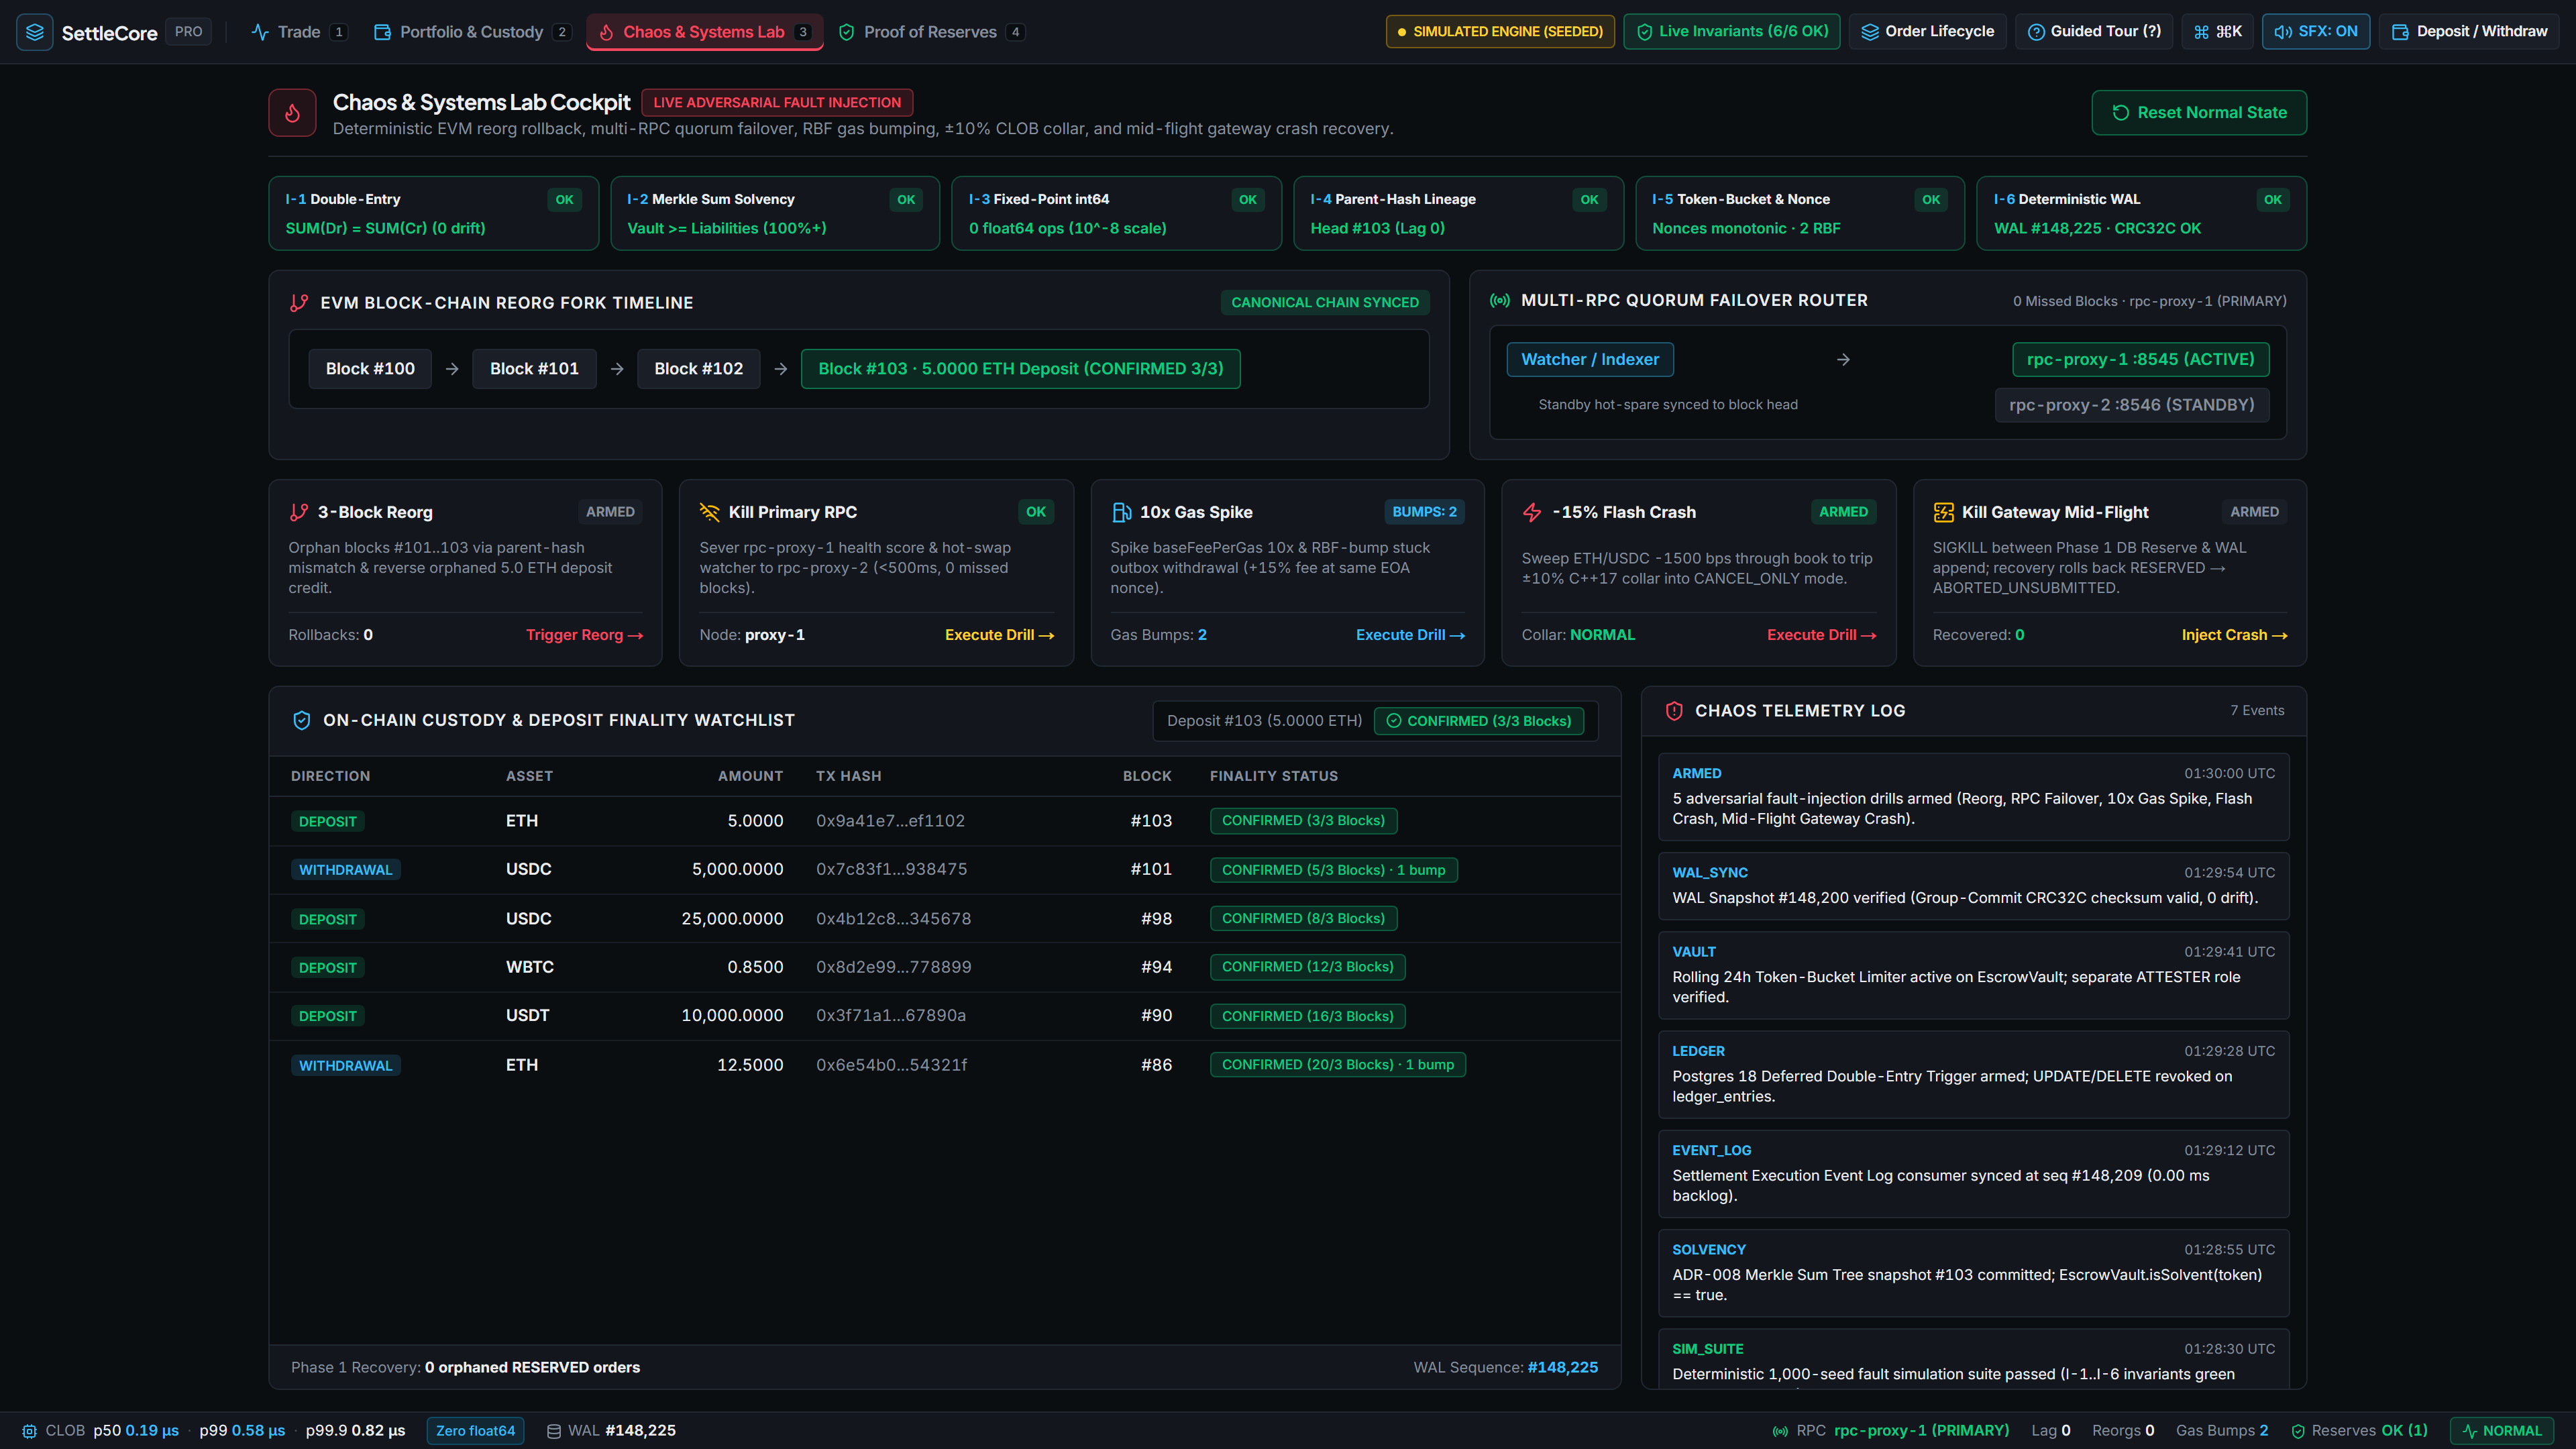 SettleCore PRO
Trade 1
Portfolio & Custody 2
Chaos & Systems Lab 3
Proof of Reserves 4
SIMULATED ENGINE (SEEDED)
Live Invariants (6/6 OK)
Order Lifecycle
Guided Tour (?)
⌘ ⌘K
SFX: ON
Deposit / Withdraw
Chaos & Systems Lab Cockpit LIVE ADVERSARIAL FAULT INJECTION
Deterministic EVM reorg rollback, multi-RPC quorum failover, RBF gas bumping, ±10% CLOB collar, and mid-flight gateway crash recovery.
Reset Normal State
I-1 Double-Entry OK
SUM(Dr) = SUM(Cr) (0 drift)
I-2 Merkle Sum Solvency OK
Vault >= Liabilities (100%+)
I-3 Fixed-Point int64 OK
0 float64 ops (10^-8 scale)
I-4 Parent-Hash Lineage OK
Head #103 (Lag 0)
I-5 Token-Bucket & Nonce OK
Nonces monotonic · 2 RBF
I-6 Deterministic WAL OK
WAL #148,225 · CRC32C OK
EVM BLOCK-CHAIN REORG FORK TIMELINE CANONICAL CHAIN SYNCED
Block #100 → Block #101 → Block #102 → Block #103 · 5.0000 ETH Deposit (CONFIRMED 3/3)
MULTI-RPC QUORUM FAILOVER ROUTER 0 Missed Blocks · rpc-proxy-1 (PRIMARY)
Watcher / Indexer → rpc-proxy-1 :8545 (ACTIVE)
Standby hot-spare synced to block head rpc-proxy-2 :8546 (STANDBY)
3-Block Reorg ARMED
Orphan blocks #101..103 via parent-hash
mismatch & reverse orphaned 5.0 ETH deposit
credit.
Rollbacks: 0 Trigger Reorg →
Kill Primary RPC OK
Sever rpc-proxy-1 health score & hot-swap
watcher to rpc-proxy-2 (<500ms, 0 missed
blocks).
Node: proxy-1 Execute Drill →
10x Gas Spike BUMPS: 2
Spike baseFeePerGas 10x & RBF-bump stuck
outbox withdrawal (+15% fee at same EOA
nonce).
Gas Bumps: 2 Execute Drill →
-15% Flash Crash ARMED
Sweep ETH/USDC -1500 bps through book to trip
±10% C++17 collar into CANCEL_ONLY mode.
Collar: NORMAL Execute Drill →
Kill Gateway Mid-Flight ARMED
SIGKILL between Phase 1 DB Reserve & WAL
append; recovery rolls back RESERVED →
ABORTED_UNSUBMITTED.
Recovered: 0 Inject Crash →
ON-CHAIN CUSTODY & DEPOSIT FINALITY WATCHLIST Deposit #103 (5.0000 ETH) CONFIRMED (3/3 Blocks)
DIRECTION ASSET AMOUNT TX HASH BLOCK FINALITY STATUS
DEPOSIT ETH 5.0000 0x9a41e7...ef1102 #103 CONFIRMED (3/3 Blocks)
WITHDRAWAL USDC 5,000.0000 0x7c83f1...938475 #101 CONFIRMED (5/3 Blocks) · 1 bump
DEPOSIT USDC 25,000.0000 0x4b12c8...345678 #98 CONFIRMED (8/3 Blocks)
DEPOSIT WBTC 0.8500 0x8d2e99...778899 #94 CONFIRMED (12/3 Blocks)
DEPOSIT USDT 10,000.0000 0x3f71a1...67890a #90 CONFIRMED (16/3 Blocks)
WITHDRAWAL ETH 12.5000 0x6e54b0...54321f #86 CONFIRMED (20/3 Blocks) · 1 bump
Phase 1 Recovery: 0 orphaned RESERVED orders WAL Sequence: #148,225
CHAOS TELEMETRY LOG 7 Events
ARMED 01:30:00 UTC
5 adversarial fault-injection drills armed (Reorg, RPC Failover, 10x Gas Spike, Flash
Crash, Mid-Flight Gateway Crash).
WAL_SYNC 01:29:54 UTC
WAL Snapshot #148,200 verified (Group-Commit CRC32C checksum valid, 0 drift).
VAULT 01:29:41 UTC
Rolling 24h Token-Bucket Limiter active on EscrowVault; separate ATTESTER role
verified.
LEDGER 01:29:28 UTC
Postgres 18 Deferred Double-Entry Trigger armed; UPDATE/DELETE revoked on
ledger_entries.
EVENT_LOG 01:29:12 UTC
Settlement Execution Event Log consumer synced at seq #148,209 (0.00 ms
backlog).
SOLVENCY 01:28:55 UTC
ADR-008 Merkle Sum Tree snapshot #103 committed; EscrowVault.isSolvent(token)
== true.
SIM_SUITE 01:28:30 UTC
Deterministic 1,000-seed fault simulation suite passed (I-1..I-6 invariants green
CLOB p50 0.19 µs · p99 0.58 µs · p99.9 0.82 µs Zero float64 WAL #148,225
RPC rpc-proxy-1 (PRIMARY) Lag 0 Reorgs 0 Gas Bumps 2 Reserves OK (1) NORMAL